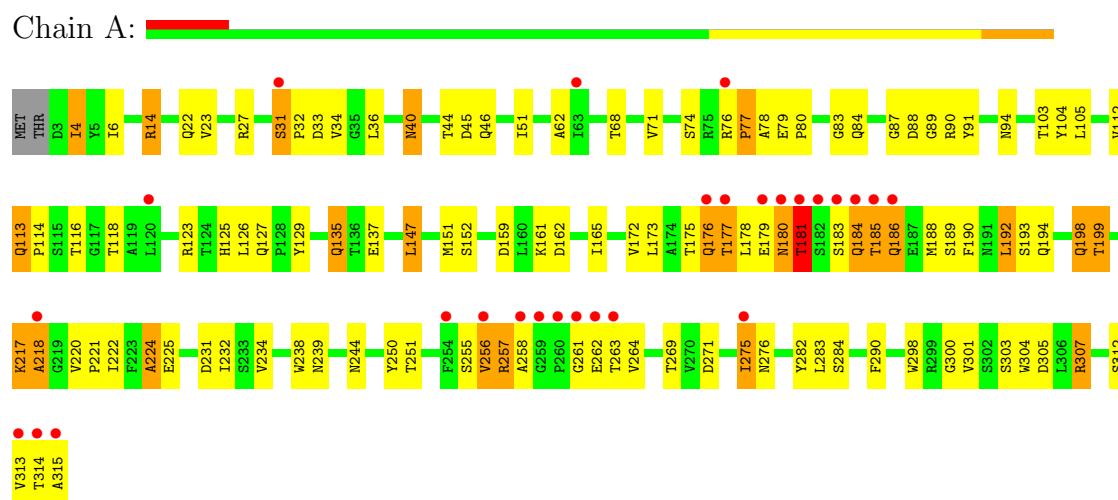 Chain A:
MET THR D3 I4 Y5 I6 R14 Q22 V23 R27 S31 P32 D33 V34 G35 L36 N40 T44 D45 Q46 I51 A62 I63 T68 V71 S74 R75 R76 P77 A78 E79 P80 G83 Q84 G87 D88 G89 R90 Y91 N94 T103 Y104 L105
Q113 P114 S115 T116 G117 T118 A119 L120 R123 T124 H125 L126 Q127 P128 Y129 Q135 T136 E137 L147 M151 S152 D159 L160 K161 D162 I165 V172 L173 A174 T175 Q176 T177 L178 E179 N180 T181 S182 S183 Q184 T185 Q186 E187 M188 S189 F190 N191 L192 S193 Q194 Q198 T199
K217 A218 G219 V220 P221 I222 F223 A224 E225 D231 I232 S233 V234 W238 N239 N244 Y250 T251 F254 S255 V256 R257 A258 G259 P260 G261 E262 T263 V264 T269 V270 D271 I275 N276 Y282 L283 S284 F290 W298 R299 G300 V301 S302 S303 W304 D305 L306 R307
V313 T314 A315